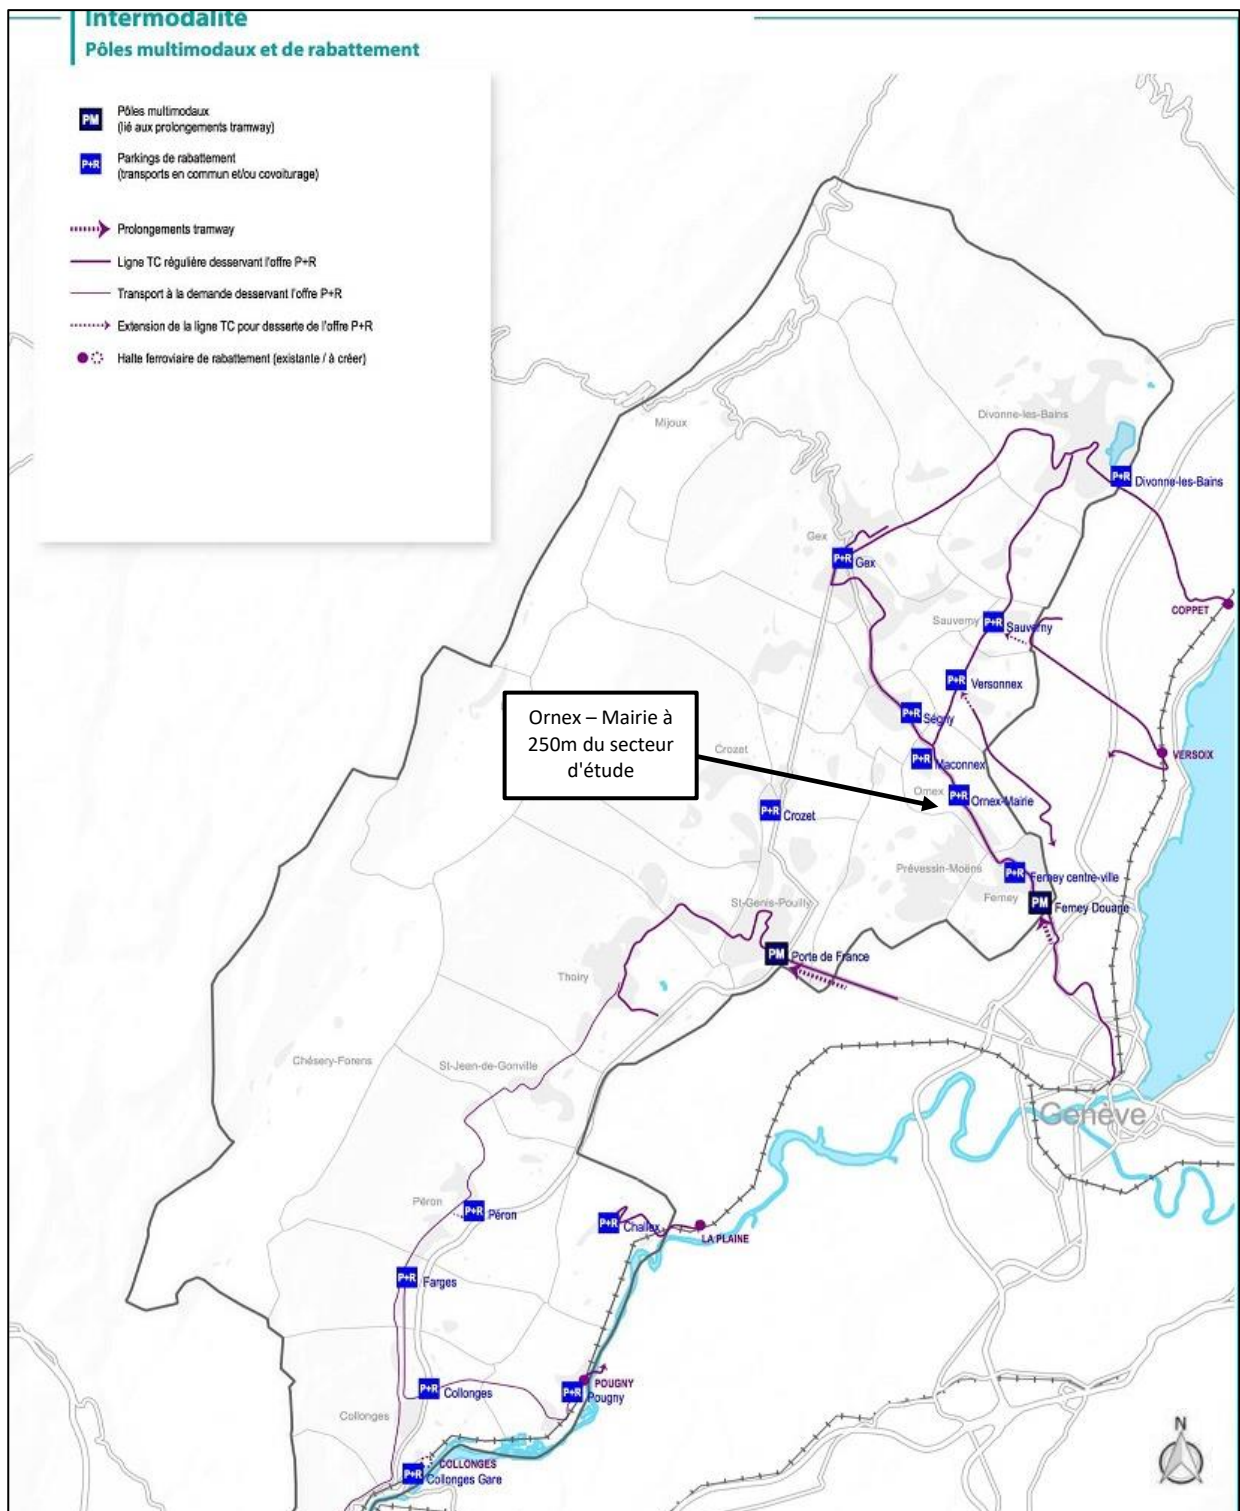 Intermodalité
Pôles multimodaux et de rabattement
PM
Pôles multimodaux
(lié aux prolongements tramway)
P+R
Parkings de rabattement
(transports en commun et/ou covoiturage)
Prolongements tramway
Ligne TC régulière desservant l'offre P+R
Transport à la demande desservant l'offre P+R
Extension de la ligne TC pour desserte de l'offre P+R
Halte ferroviaire de rabattement (existante / à créer)
Mijoux
Divonne-les-Bains
P+R Divonne-les-Bains
Gex
P+R Gex
COPPET
Sauverny
P+R Sauverny
P+R Versonnex
Ornex – Mairie à
250m du secteur
d'étude
P+R Ségny
Crozet
P+R Maconnex
VERSOIX
Ornex
P+R Ornex-Mairie
P+R Crozet
Prévessin-Moëns
P+R Ferney centre-ville
St-Genis-Pouilly
Ferney
PM Ferney Douane
PM Porte de France
Thoiry
Chésery-Forens
St-Jean-de-Gonville
Genève
Péron
P+R Péron
P+R Challex
LA PLAINE
P+R Farges
POUGNY
P+R Collonges
P+R Pougny
Collonges
COLLONGES
P+R Collonges Gare
N